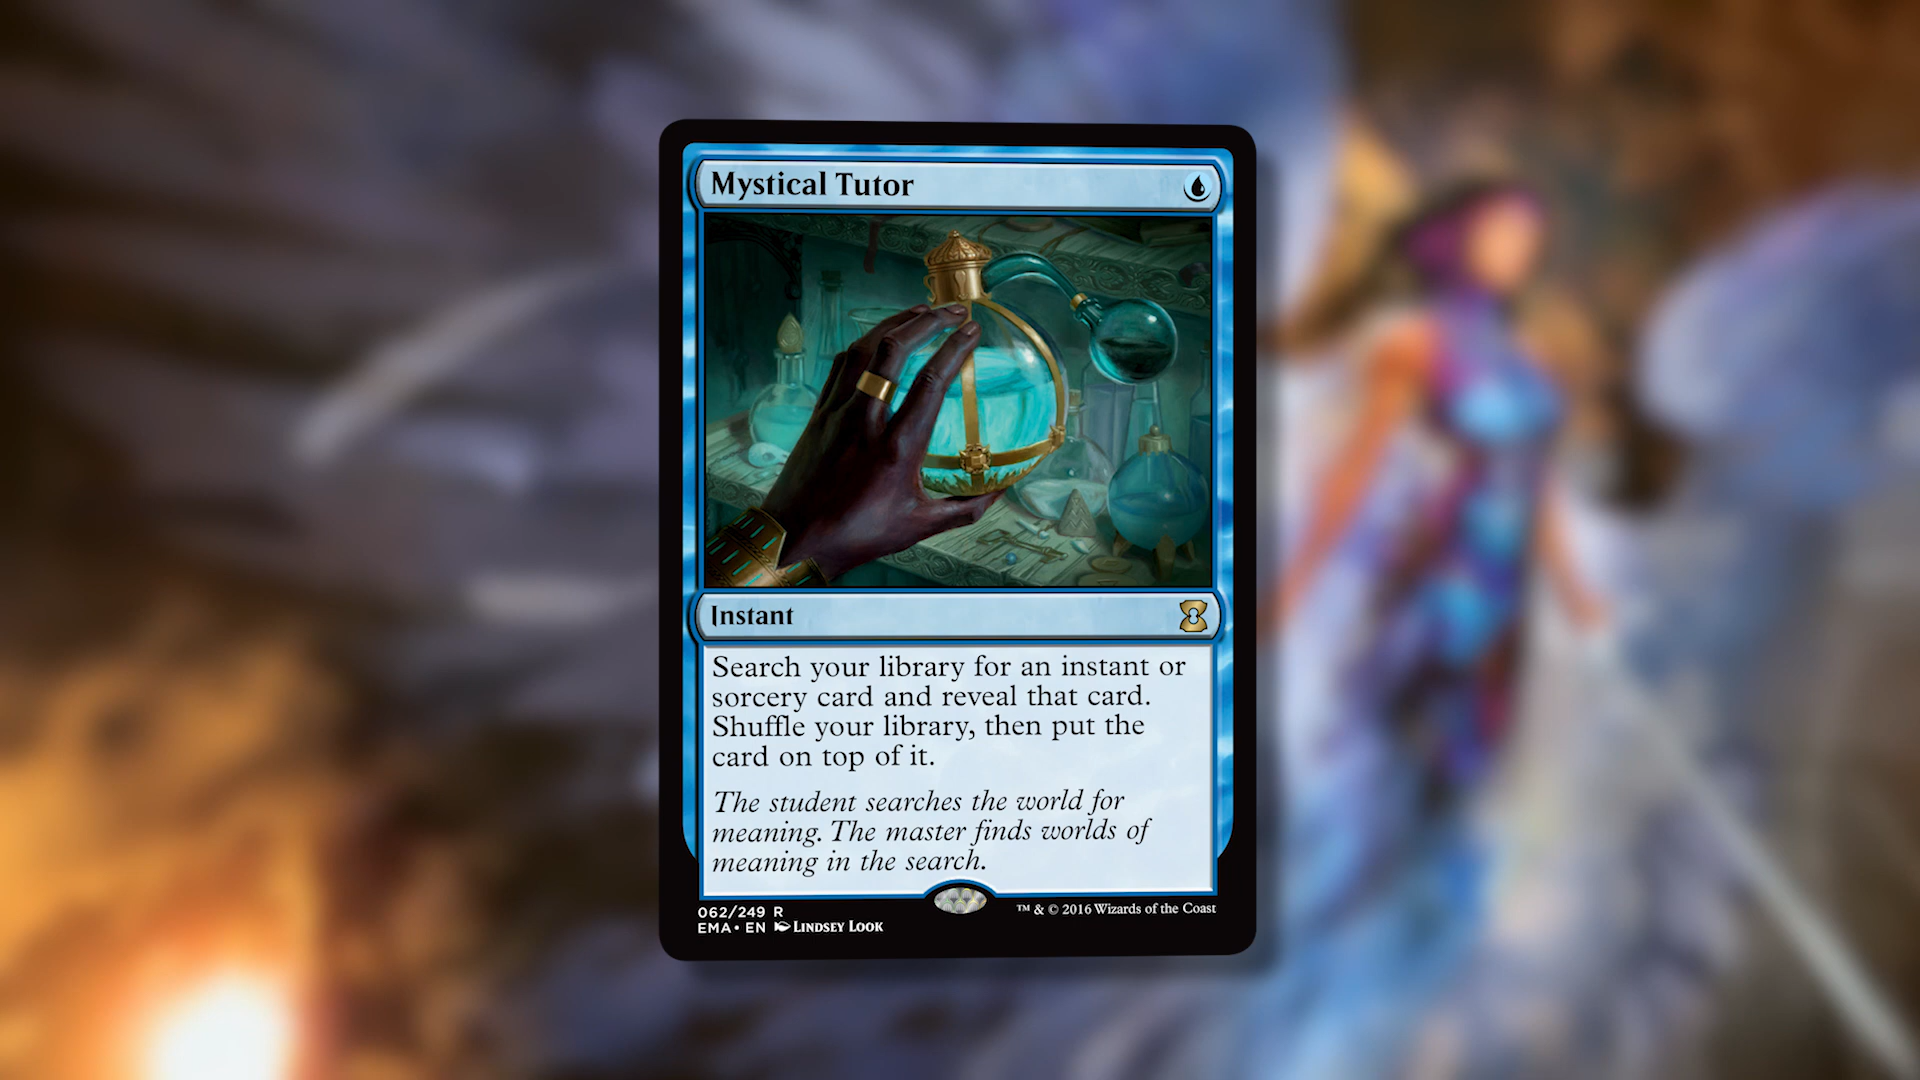 Mystical Tutor
Instant
Search your library for an instant or
sorcery card and reveal that card.
Shuffle your library, then put the
card on top of it.
The student searches the world for
meaning. The master finds worlds of
meaning in the search.
062/249 R
EMA • EN LINDSEY LOOK
™ & © 2016 Wizards of the Coast